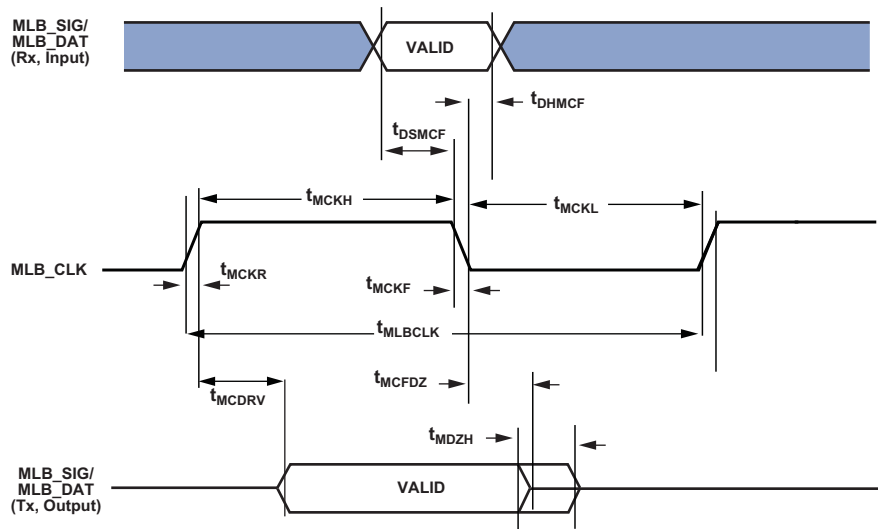 MLB_SIG/
MLB_DAT
(Rx, Input)
VALID
tDHMCF
tDSMCF
tMCKH
tMCKL
MLB_CLK
tMCKR
tMCKF
tMLBCLK
tMCFDZ
tMCDRV
tMDZH
MLB_SIG/
MLB_DAT
(Tx, Output)
VALID